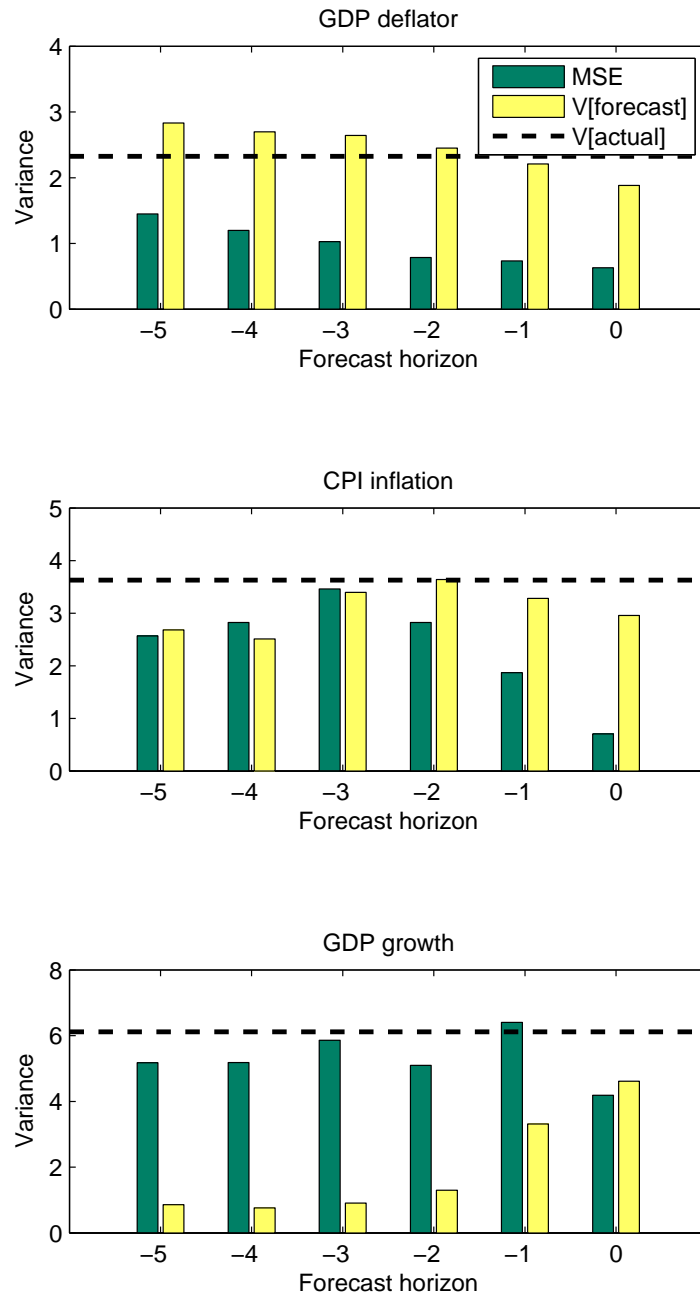 GDP deflator
4
3
2
1
0
Variance
MSE
V[forecast]
V[actual]
−5 −4 −3 −2 −1 0
Forecast horizon
CPI inflation
5
4
3
2
1
0
Variance
−5 −4 −3 −2 −1 0
Forecast horizon
GDP growth
8
6
4
2
0
Variance
−5 −4 −3 −2 −1 0
Forecast horizon